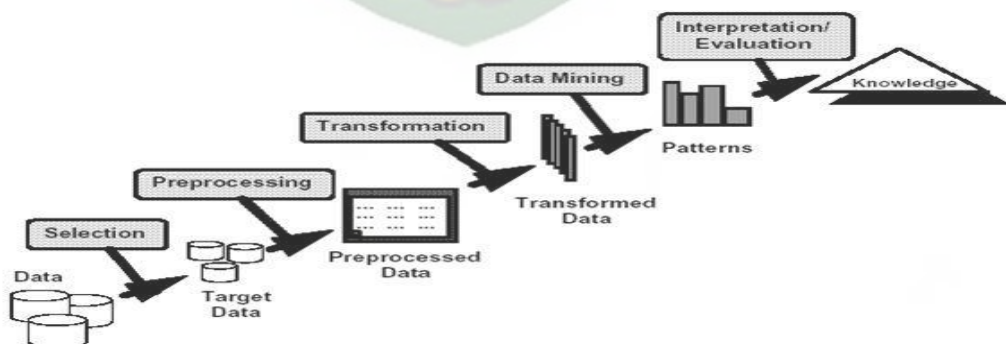 Interpretation/
Evaluation
Data Mining
Knowledge
Transformation
Patterns
Preprocessing
Transformed
Data
Selection
Preprocessed
Data
Data
Target
Data